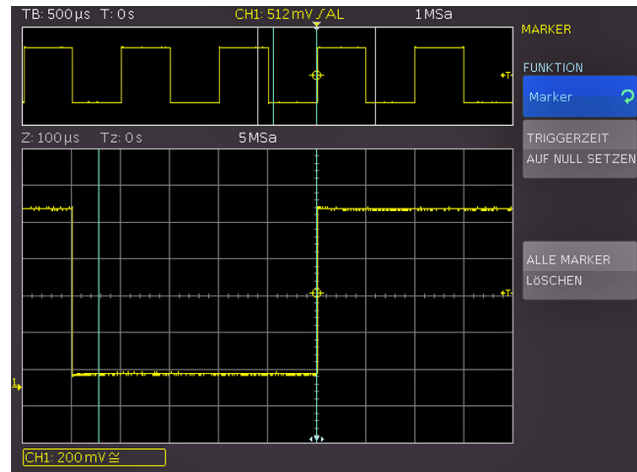 TB: 500µs T: 0s CH1: 512mV AL 1MSa
MARKER
FUNKTION
Marker
TRIGGERZEIT
AUF NULL SETZEN
T
Z: 100µs Tz: 0s 5MSa
ALLE MARKER
LÖSCHEN
T
1
CH1: 200mV≅